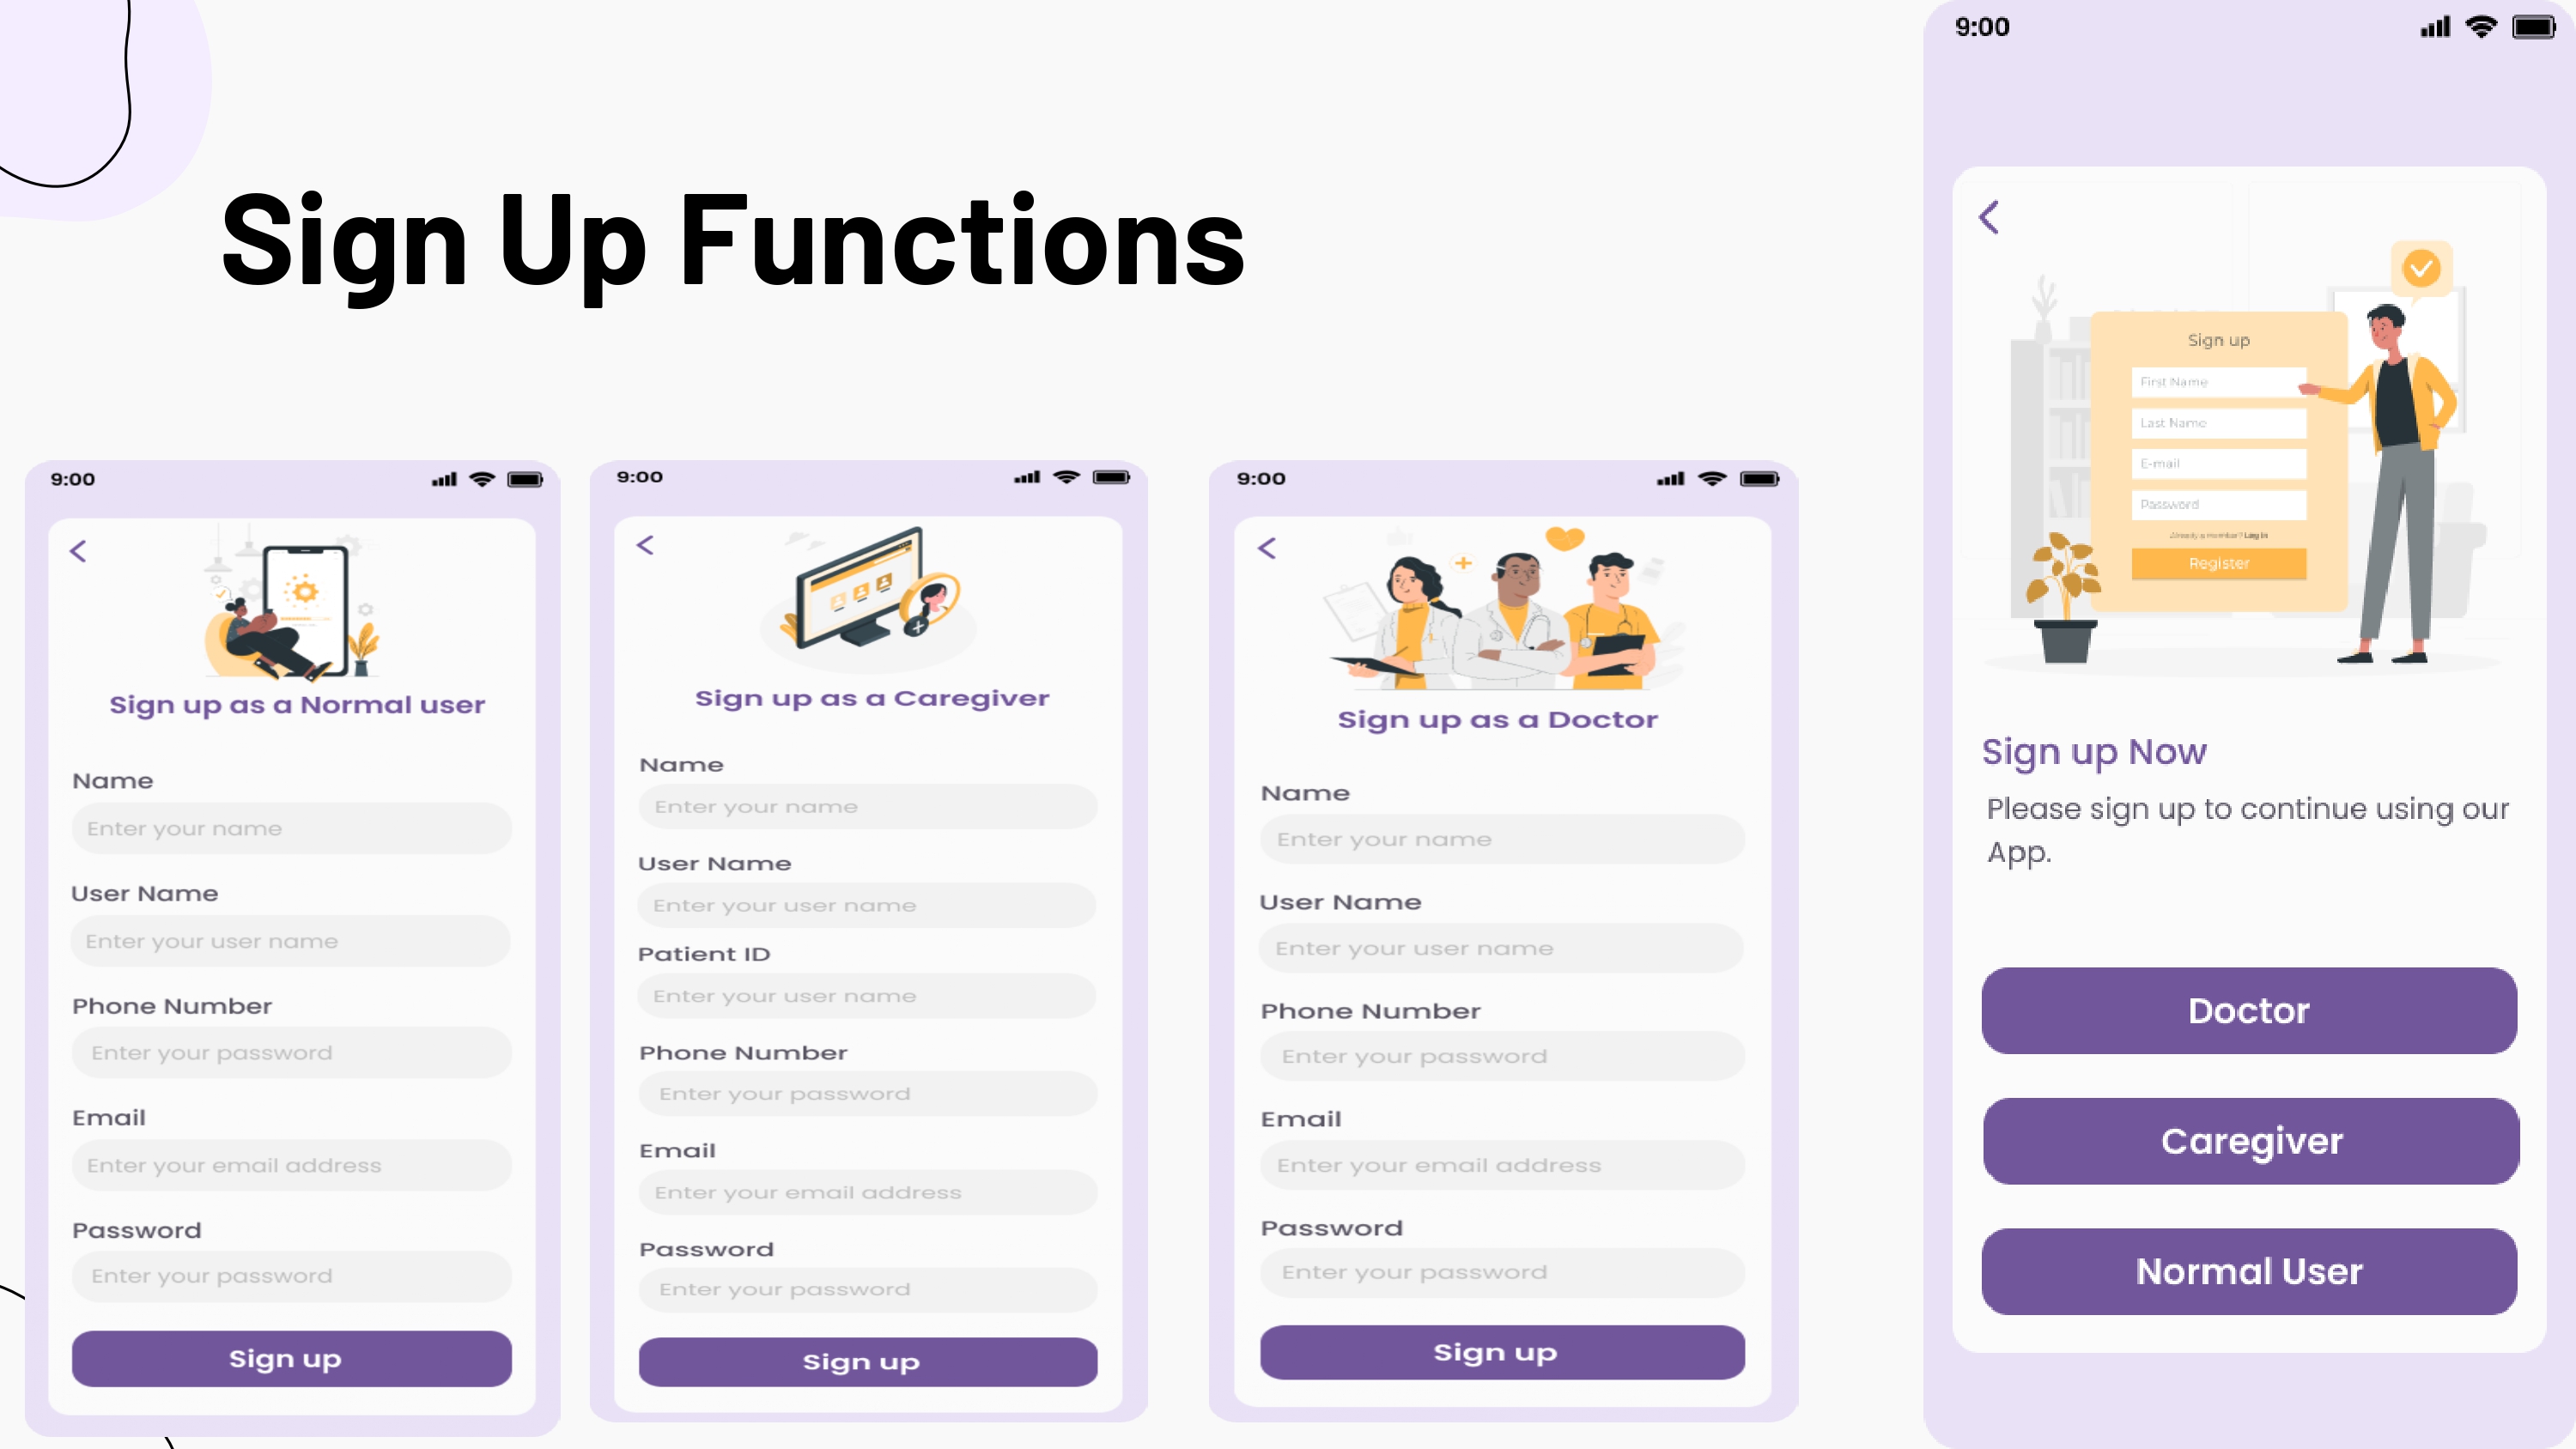 Sign Up Functions
9:00
Sign up as a Normal user
Name
Enter your name
User Name
Enter your user name
Phone Number
Enter your password
Email
Enter your email address
Password
Enter your password
Sign up
9:00
Sign up as a Caregiver
Name
Enter your name
User Name
Enter your user name
Patient ID
Enter your user name
Phone Number
Enter your password
Email
Enter your email address
Password
Enter your password
Sign up
9:00
Sign up as a Doctor
Name
Enter your name
User Name
Enter your user name
Phone Number
Enter your password
Email
Enter your email address
Password
Enter your password
Sign up
9:00
Sign up
First Name
Last Name
E-mail
Password
Already a member? Log in
Register
Sign up Now
Please sign up to continue using our
App.
Doctor
Caregiver
Normal User